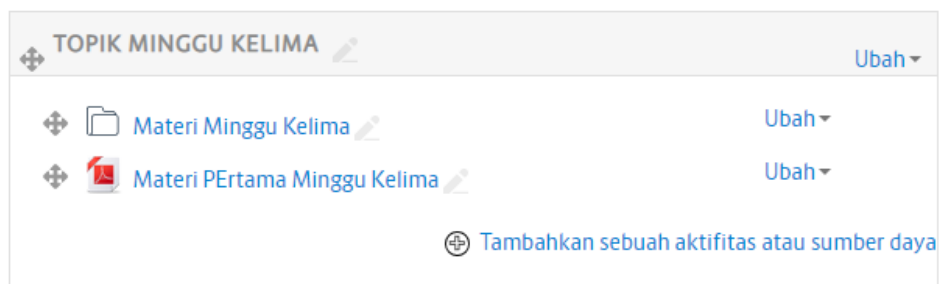 TOPIK MINGGU KELIMA
Ubah
Materi Minggu Kelima
Ubah
Materi PErtama Minggu Kelima
Ubah
Tambahkan sebuah aktifitas atau sumber daya